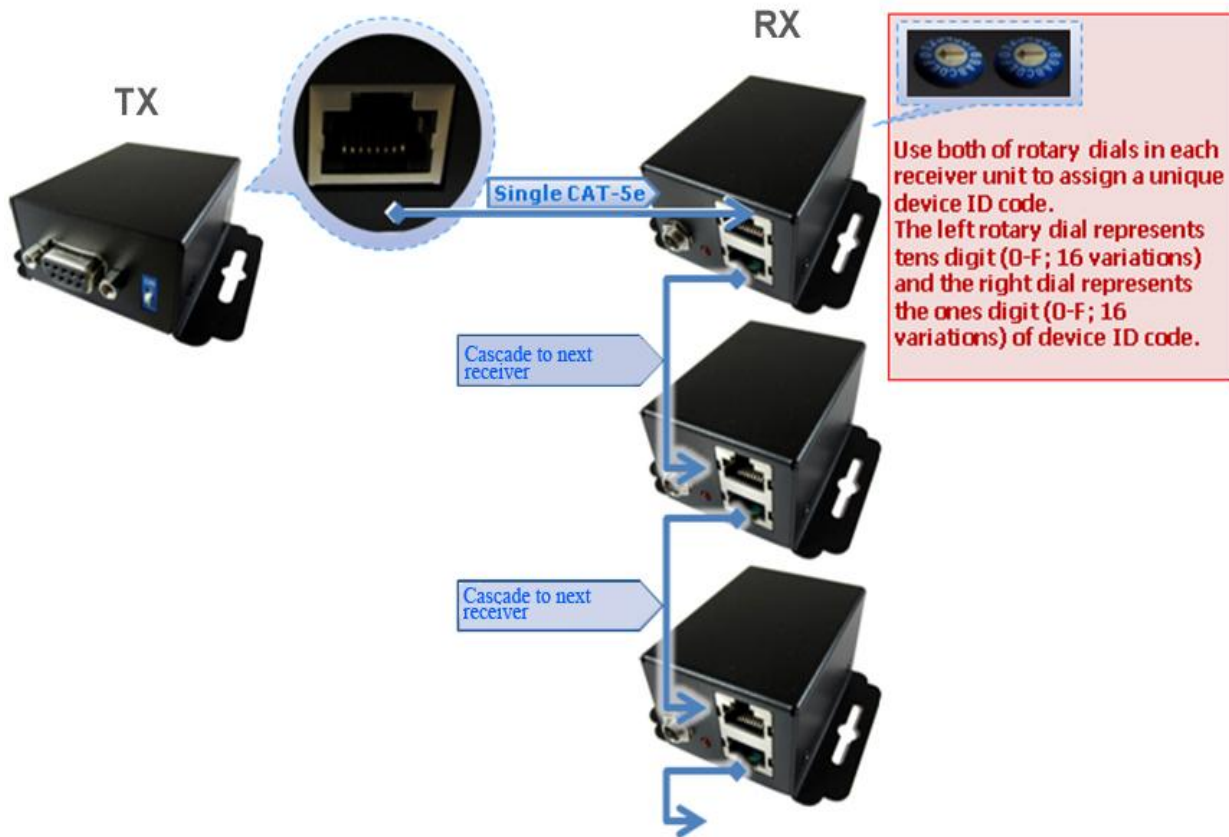 TX
RX
Single CAT-5e
Use both of rotary dials in each
receiver unit to assign a unique
device ID code.
The left rotary dial represents
tens digit (0-F; 16 variations)
and the right dial represents
the ones digit (0-F; 16
variations) of device ID code.
Cascade to next
receiver
Cascade to next
receiver